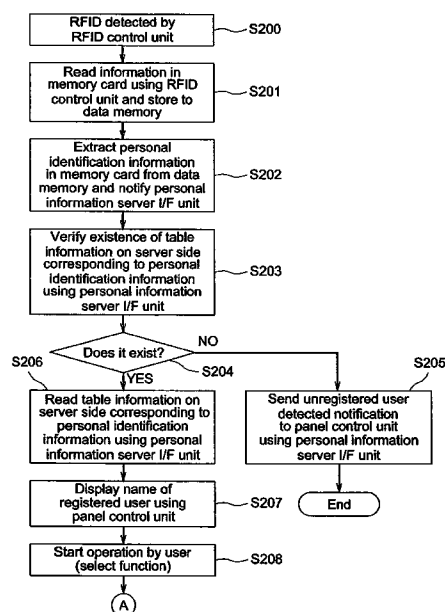 RFID detected by
RFID control unit
S200
Read information in
memory card using RFID
control unit and store to
data memory
S201
Extract personal
identification information
in memory card from data
memory and notify personal
information server I/F unit
S202
Verify existence of table
information on server side
corresponding to personal
identification information
using personal information
server I/F unit
S203
Does it exist?
S204
NO
YES
S206
Read table information on
server side corresponding to
personal identification
information using personal
information server I/F unit
S205
Send unregistered user
detected notification
to panel control unit
using personal information
server I/F unit
End
Display name of
registered user using
panel control unit
S207
Start operation by user
(select function)
S208
A